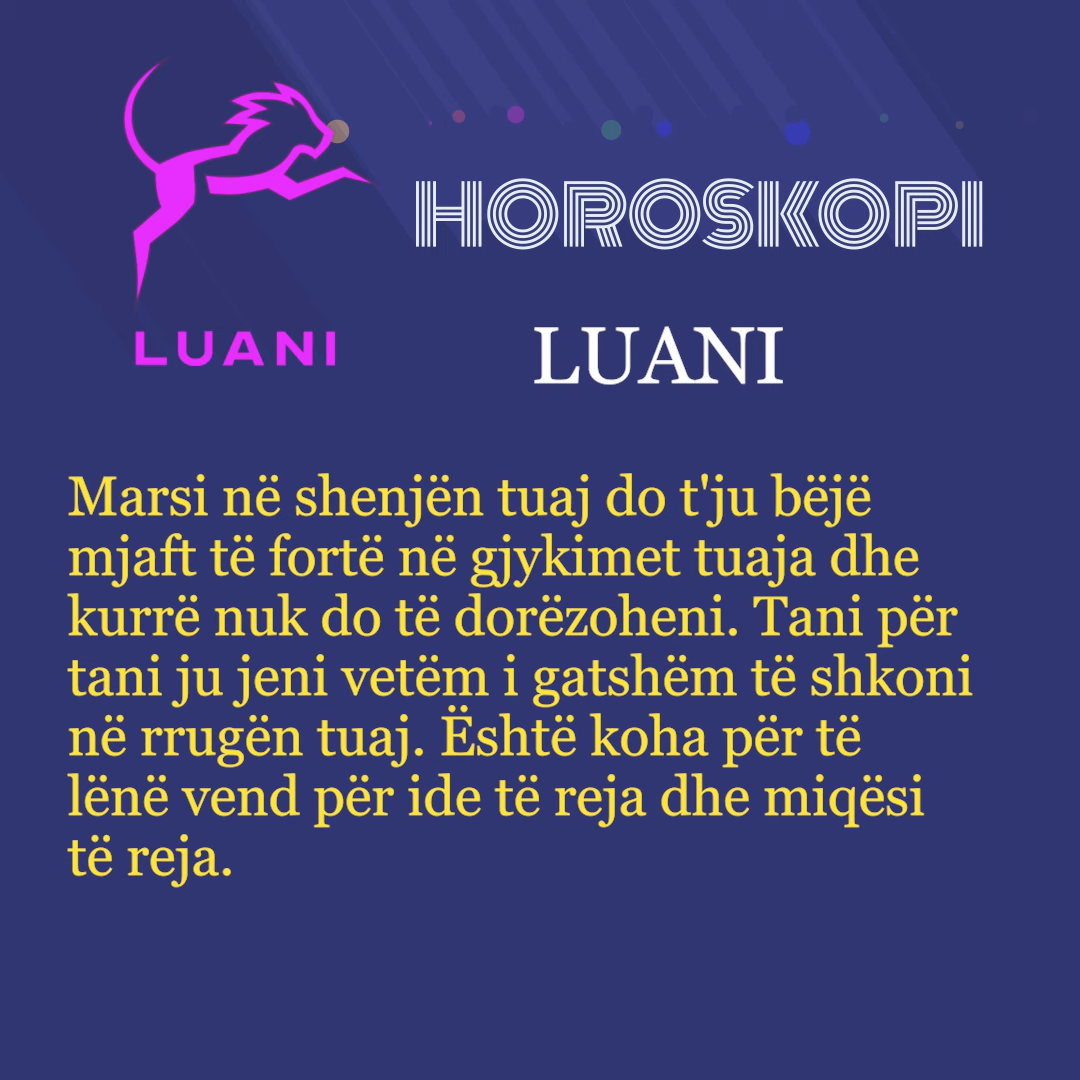 HOROSKOPI
LUANI
LUANI
Marsi në shenjën tuaj do t'ju bëjë
mjaft të fortë në gjykimet tuaja dhe
kurrë nuk do të dorëzoheni. Tani për
tani ju jeni vetëm i gatshëm të shkoni
në rrugën tuaj. Është koha për të
lënë vend për ide të reja dhe miqësi
të reja.